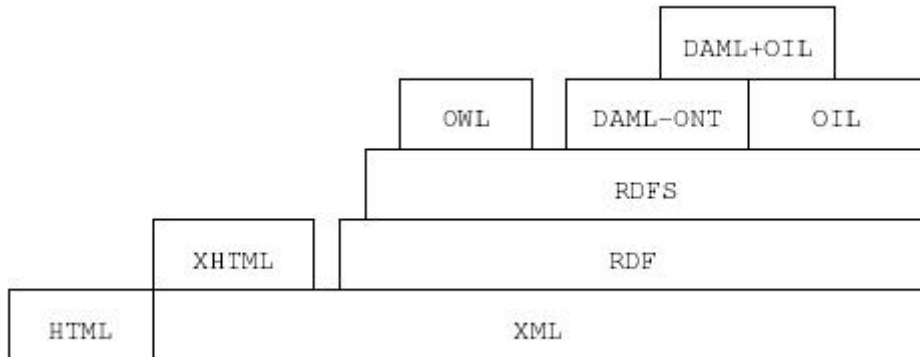 DAML+OIL
OWL
DAML-ONT
OIL
RDFS
XHTML
RDF
HTML
XML